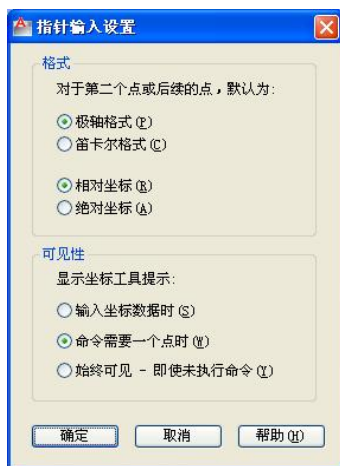 指针输入设置
格式
对于第二个点或后续的点，默认为:
极轴格式(P)
笛卡尔格式(C)
相对坐标(R)
绝对坐标(A)
可见性
显示坐标工具提示:
输入坐标数据时(S)
命令需要一个点时(W)
始终可见 - 即使未执行命令(Y)
确定 取消 帮助(H)